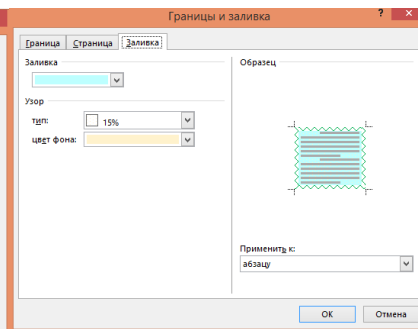 Границы и заливка
? ×
Граница Страница Заливка
Заливка
Узор
тип: 15%
цвет фона:
Образец
Применить к:
абзацу
ОК Отмена